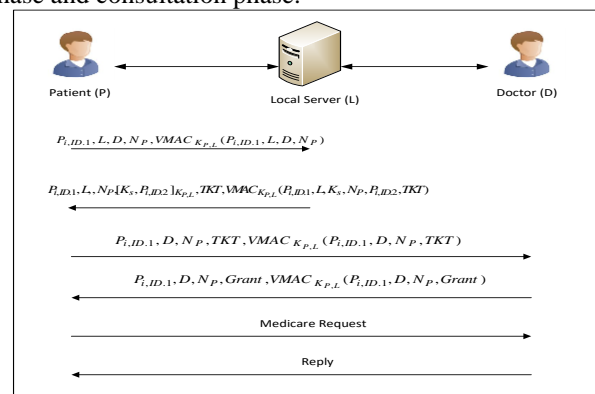 hase and consultation phase.
Patient (P)
Local Server (L)
Doctor (D)
P_{i,ID.1}, L, D, N_P, VMAC_{K_{P,L}}(P_{i,ID.1}, L, D, N_P)
P_{i,ID.1}, L, N_P, {K_s, P_{i,ID.2}}_{K_{P,L}}, TKT, VMAC_{K_{P,L}}(P_{i,ID.1}, L, K_s, N_P, P_{i,ID.2}, TKT)
P_{i,ID.1}, D, N_P, TKT, VMAC_{K_{P,L}}(P_{i,ID.1}, D, N_P, TKT)
P_{i,ID.1}, D, N_P, Grant, VMAC_{K_{P,L}}(P_{i,ID.1}, D, N_P, Grant)
Medicare Request
Reply